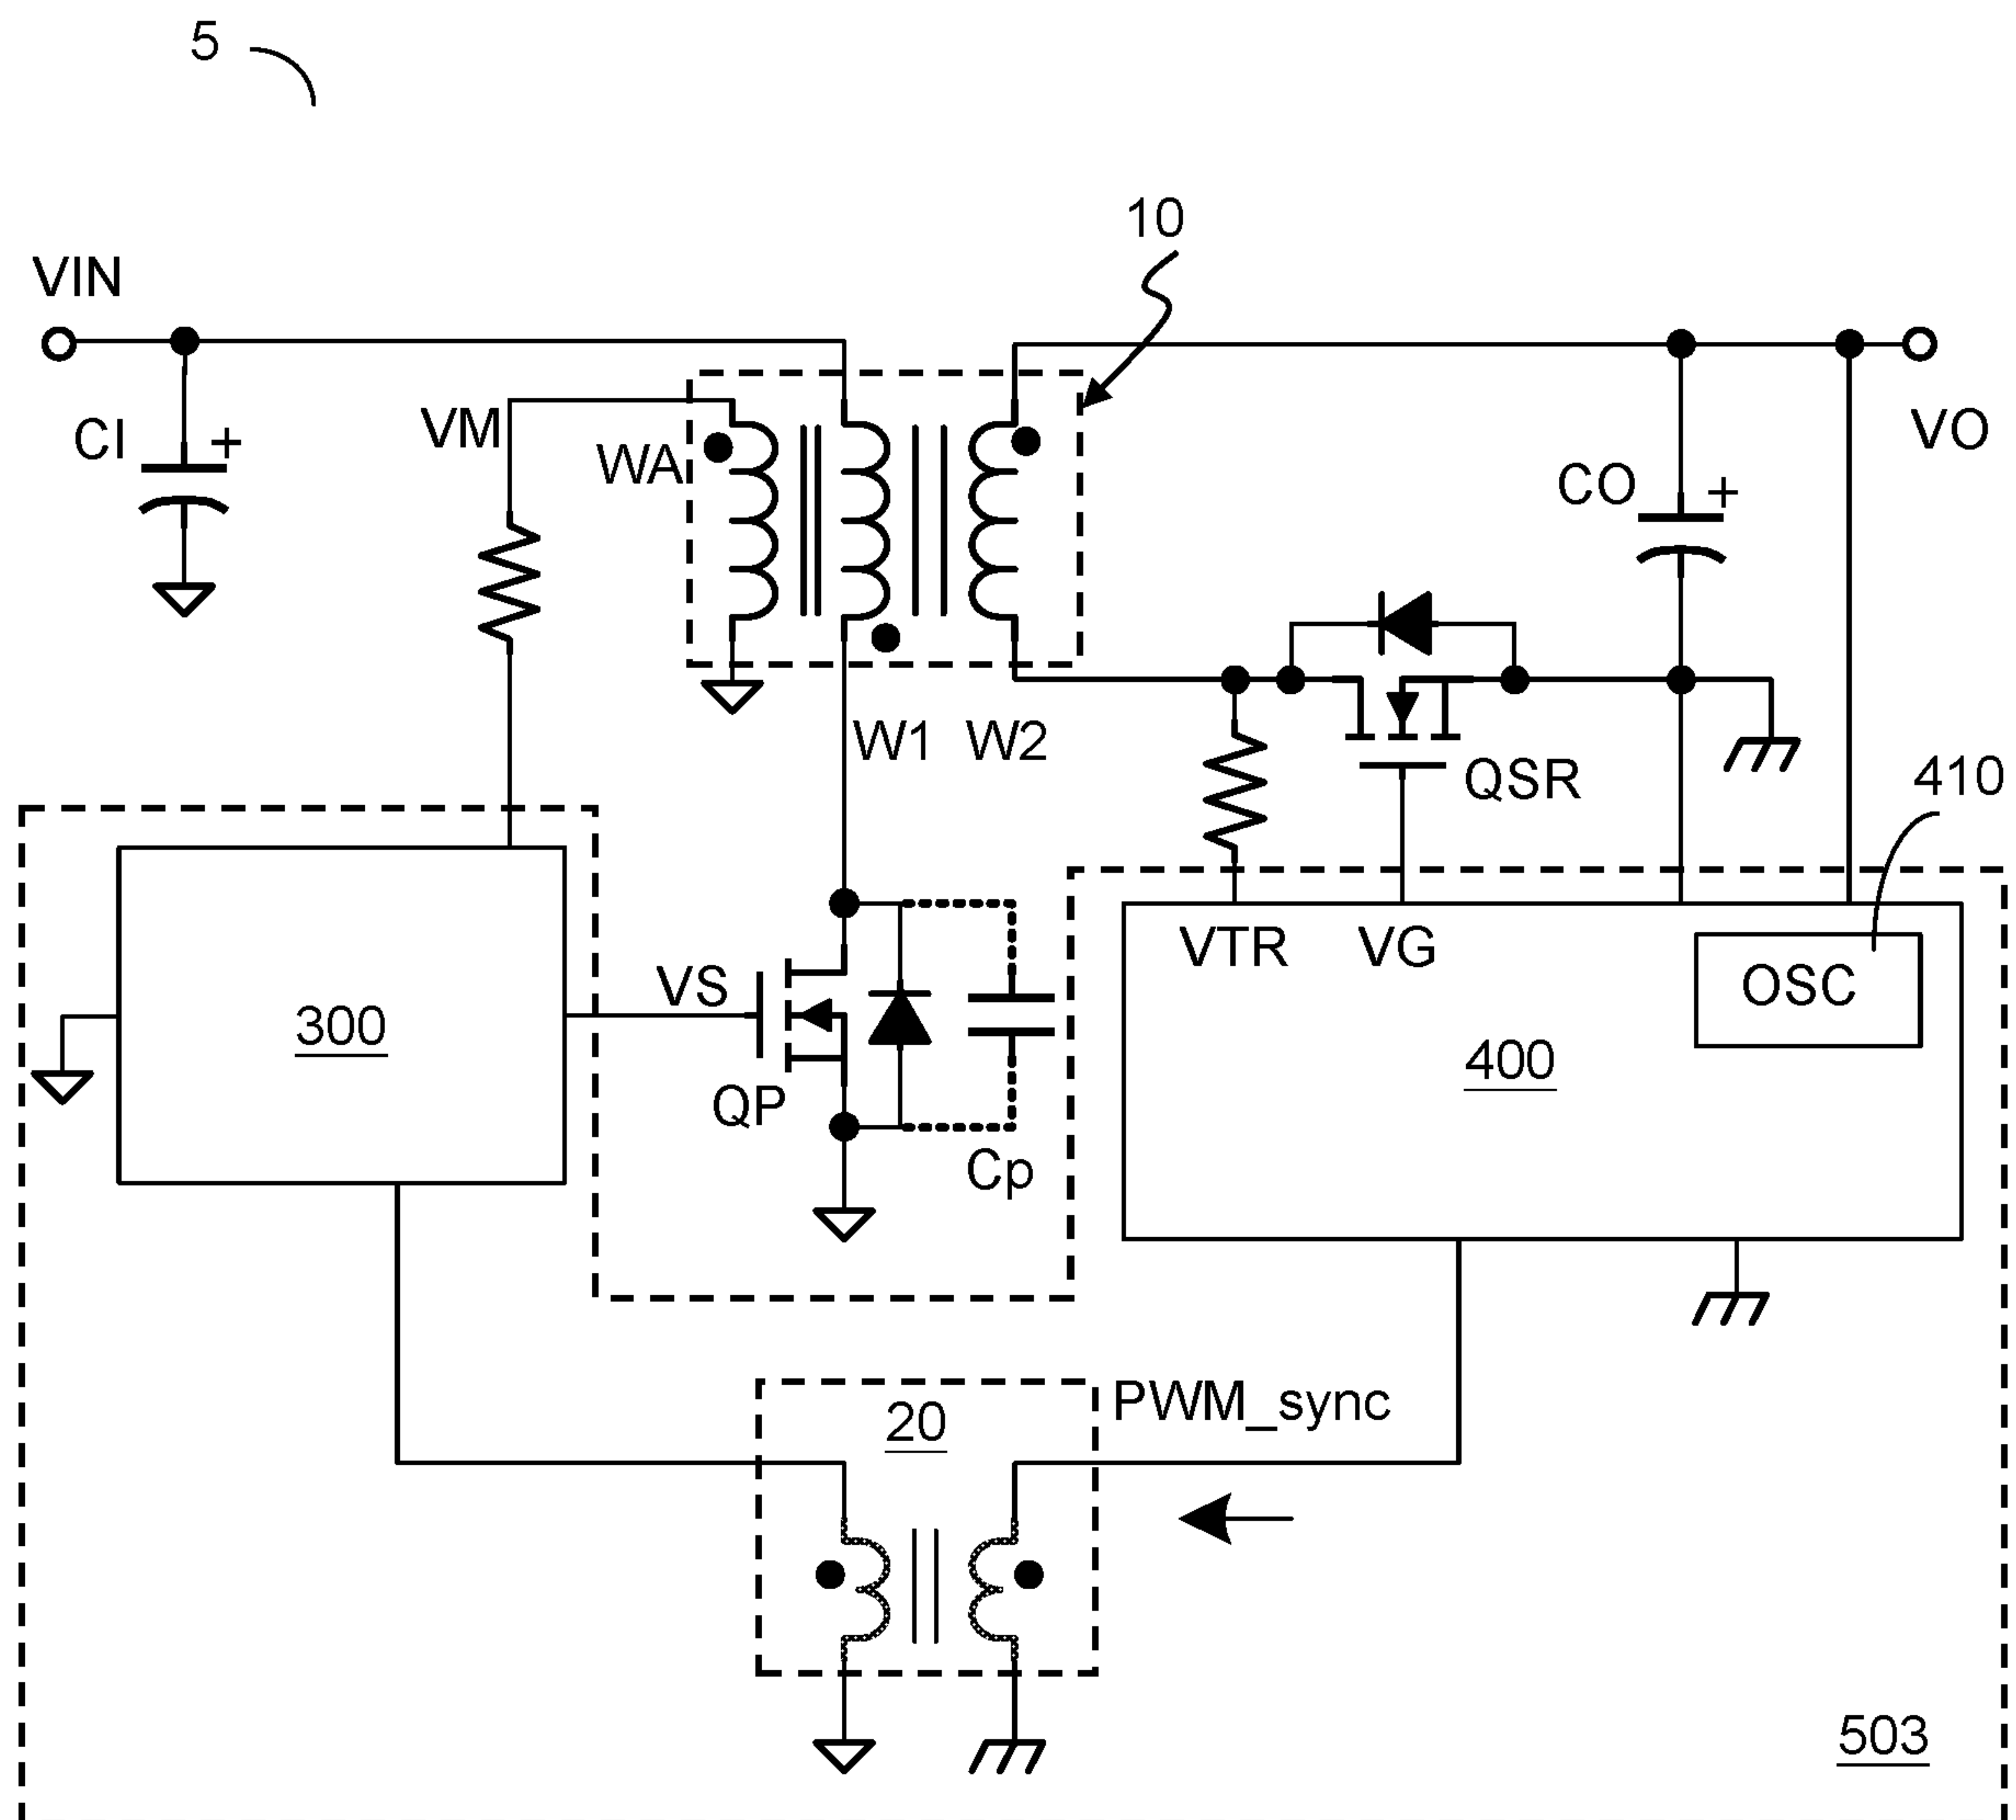 5
10
VIN
VM
CI
+
WA
VO
CO
+
W1
W2
QSR
410
VTR
VG
OSC
VS
300
400
QP
Cp
PWM_sync
20
503